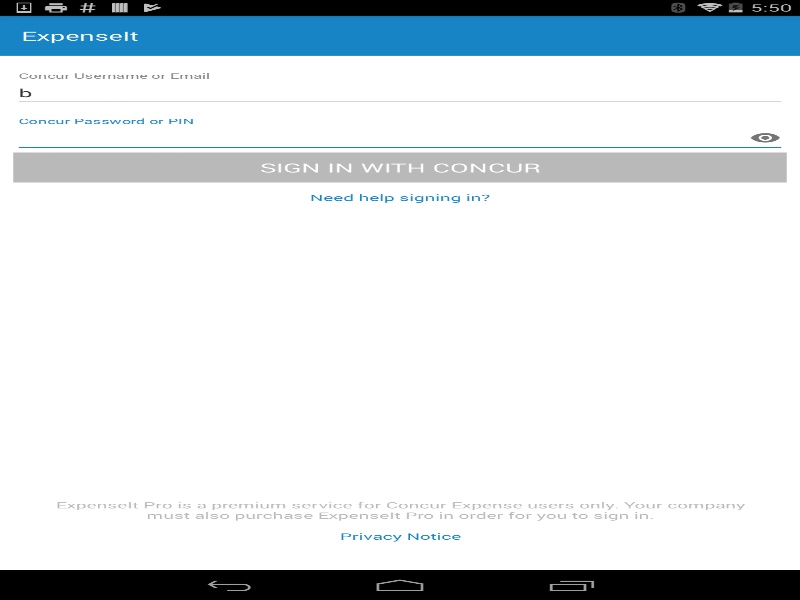 5:50
ExpenseIt
Concur Username or Email
b
Concur Password or PIN
SIGN IN WITH CONCUR
Need help signing in?
ExpenseIt Pro is a premium service for Concur Expense users only. Your company
must also purchase ExpenseIt Pro in order for you to sign in.
Privacy Notice